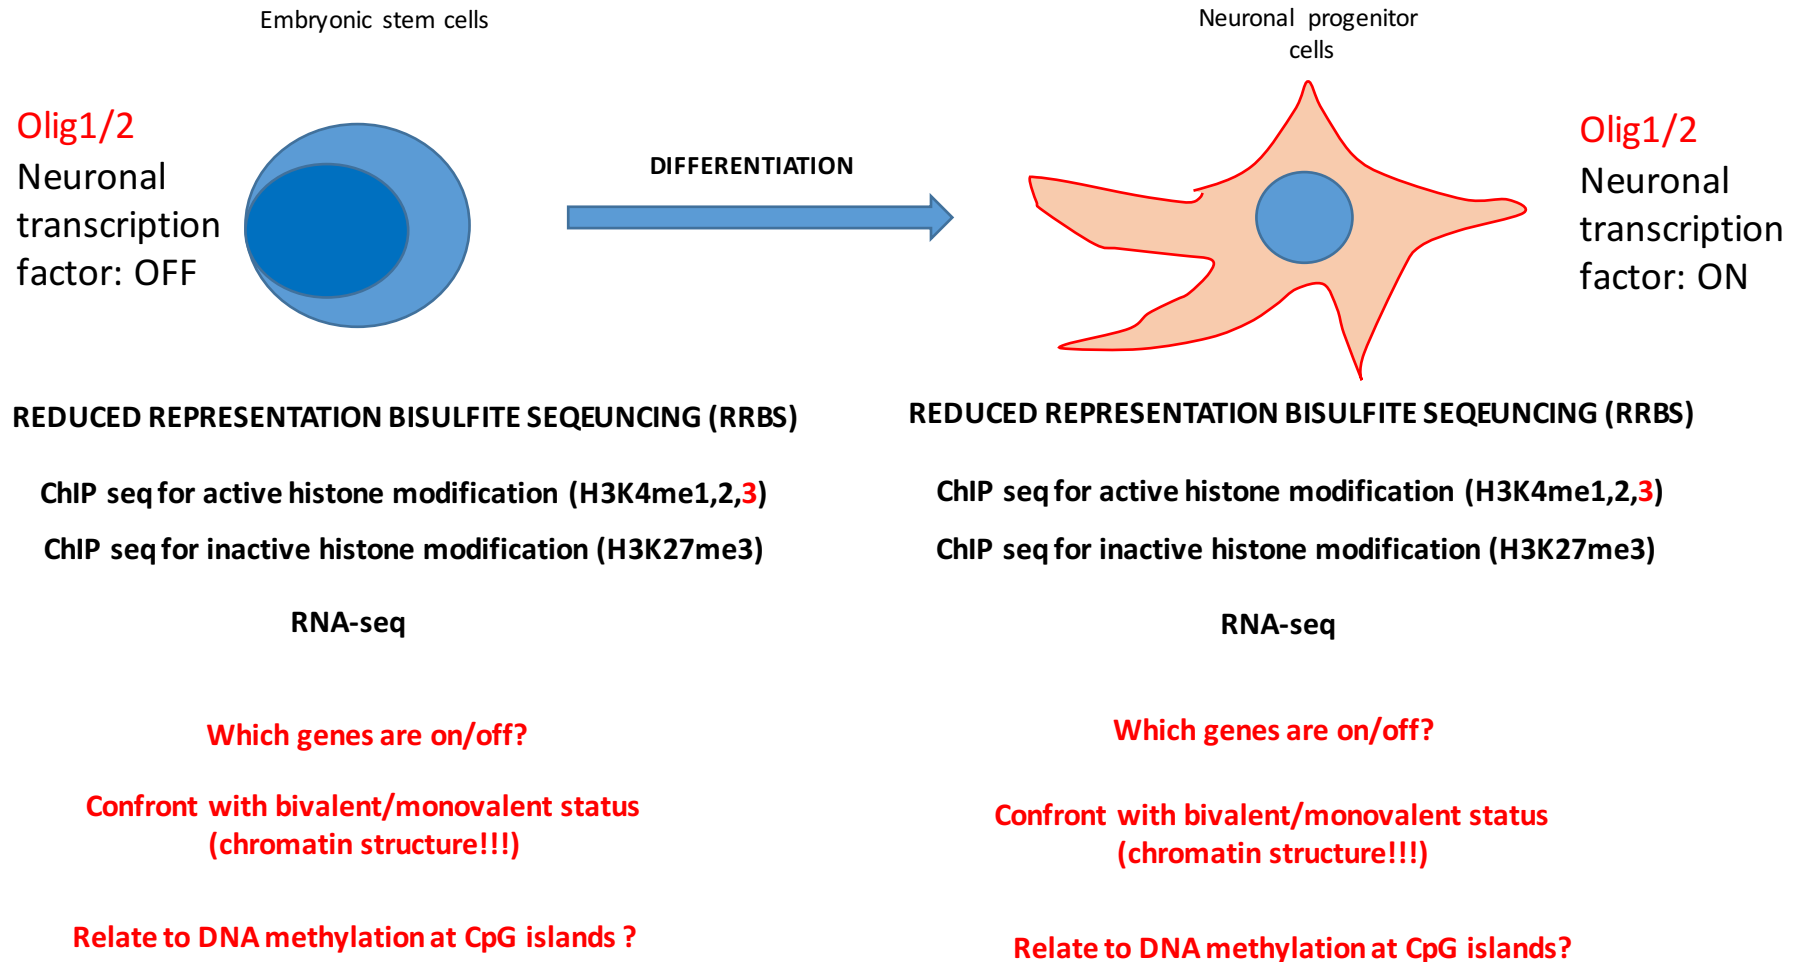 Embryonic stem cells
Neuronal progenitor
cells
Olig1/2
Neuronal
transcription
factor: OFF
DIFFERENTIATION
Olig1/2
Neuronal
transcription
factor: ON
REDUCED REPRESENTATION BISULFITE SEQEUNCING (RRBS)
ChIP seq for active histone modification (H3K4me1,2,3)
ChIP seq for inactive histone modification (H3K27me3)
RNA-seq
Which genes are on/off?
Confront with bivalent/monovalent status
(chromatin structure!!!)
Relate to DNA methylation at CpG islands ?
REDUCED REPRESENTATION BISULFITE SEQEUNCING (RRBS)
ChIP seq for active histone modification (H3K4me1,2,3)
ChIP seq for inactive histone modification (H3K27me3)
RNA-seq
Which genes are on/off?
Confront with bivalent/monovalent status
(chromatin structure!!!)
Relate to DNA methylation at CpG islands?